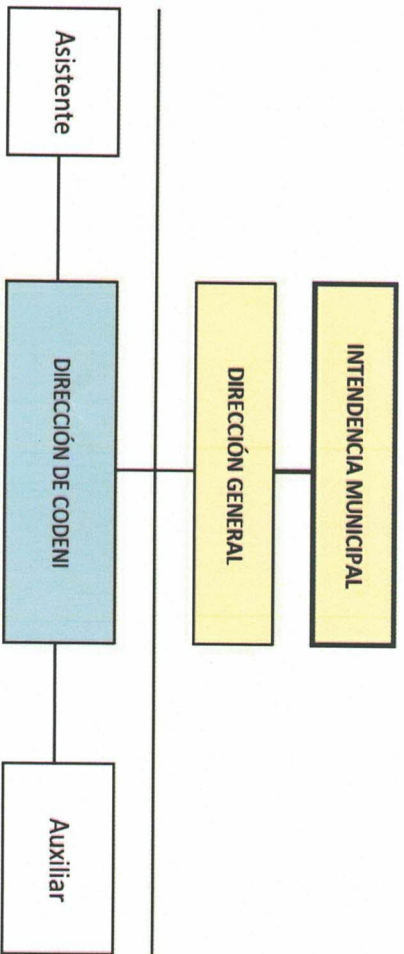 INTENDENCIA MUNICIPAL
DIRECCIÓN GENERAL
Asistente
DIRECCIÓN DE CODENI
Auxiliar